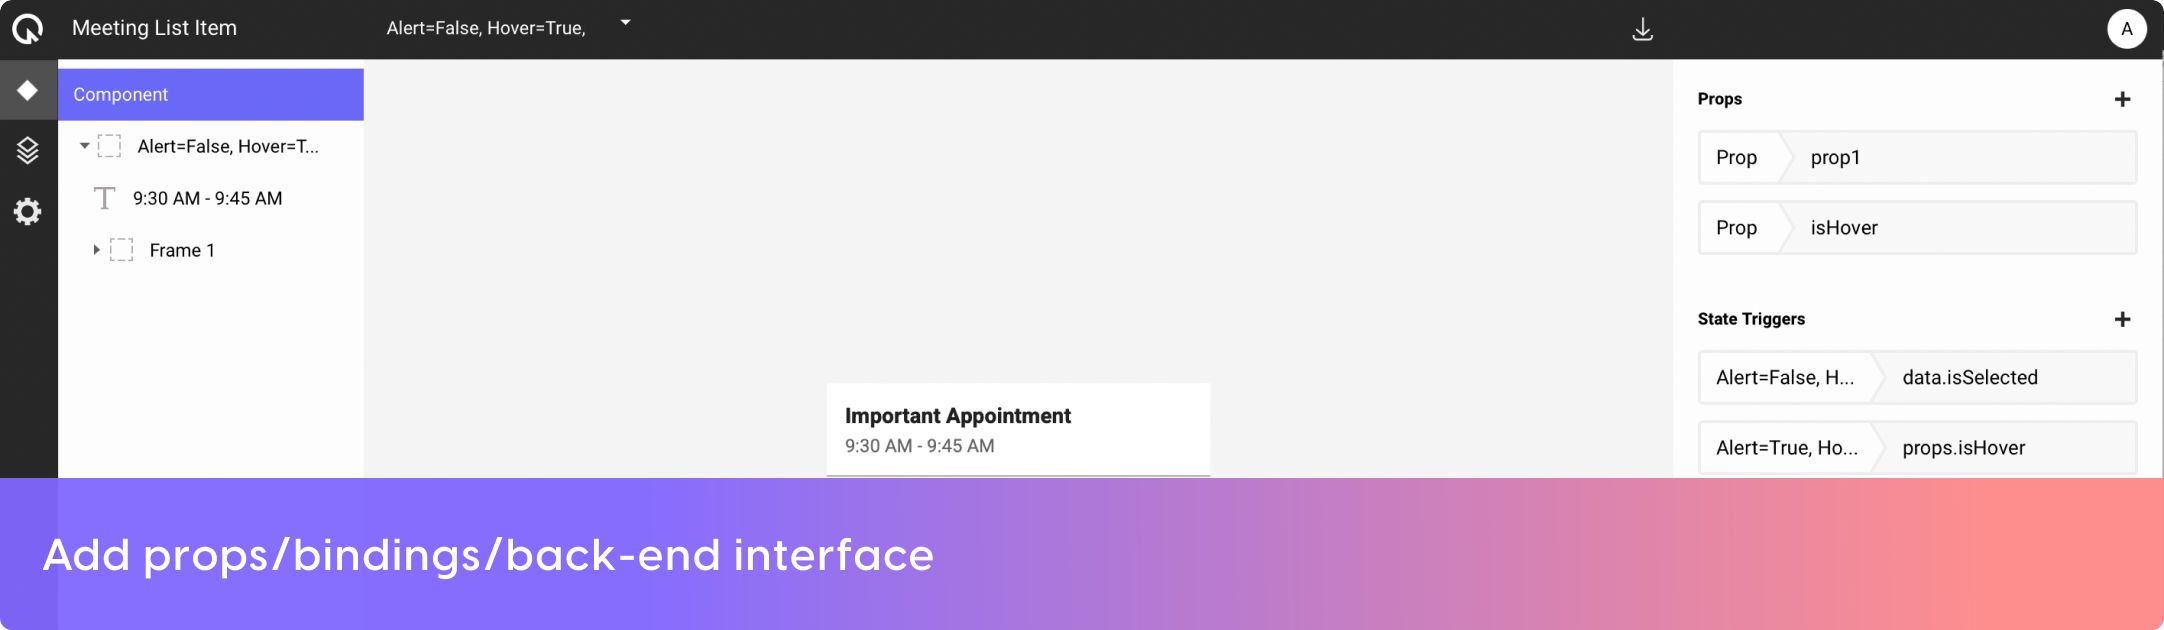 Meeting List Item
Alert=False, Hover=True,
A
Component
Alert=False, Hover=T...
9:30 AM - 9:45 AM
Frame 1
Important Appointment
9:30 AM - 9:45 AM
Props
Prop
prop1
Prop
isHover
State Triggers
Alert=False, H...
data.isSelected
Alert=True, Ho...
props.isHover
Add props/bindings/back-end interface